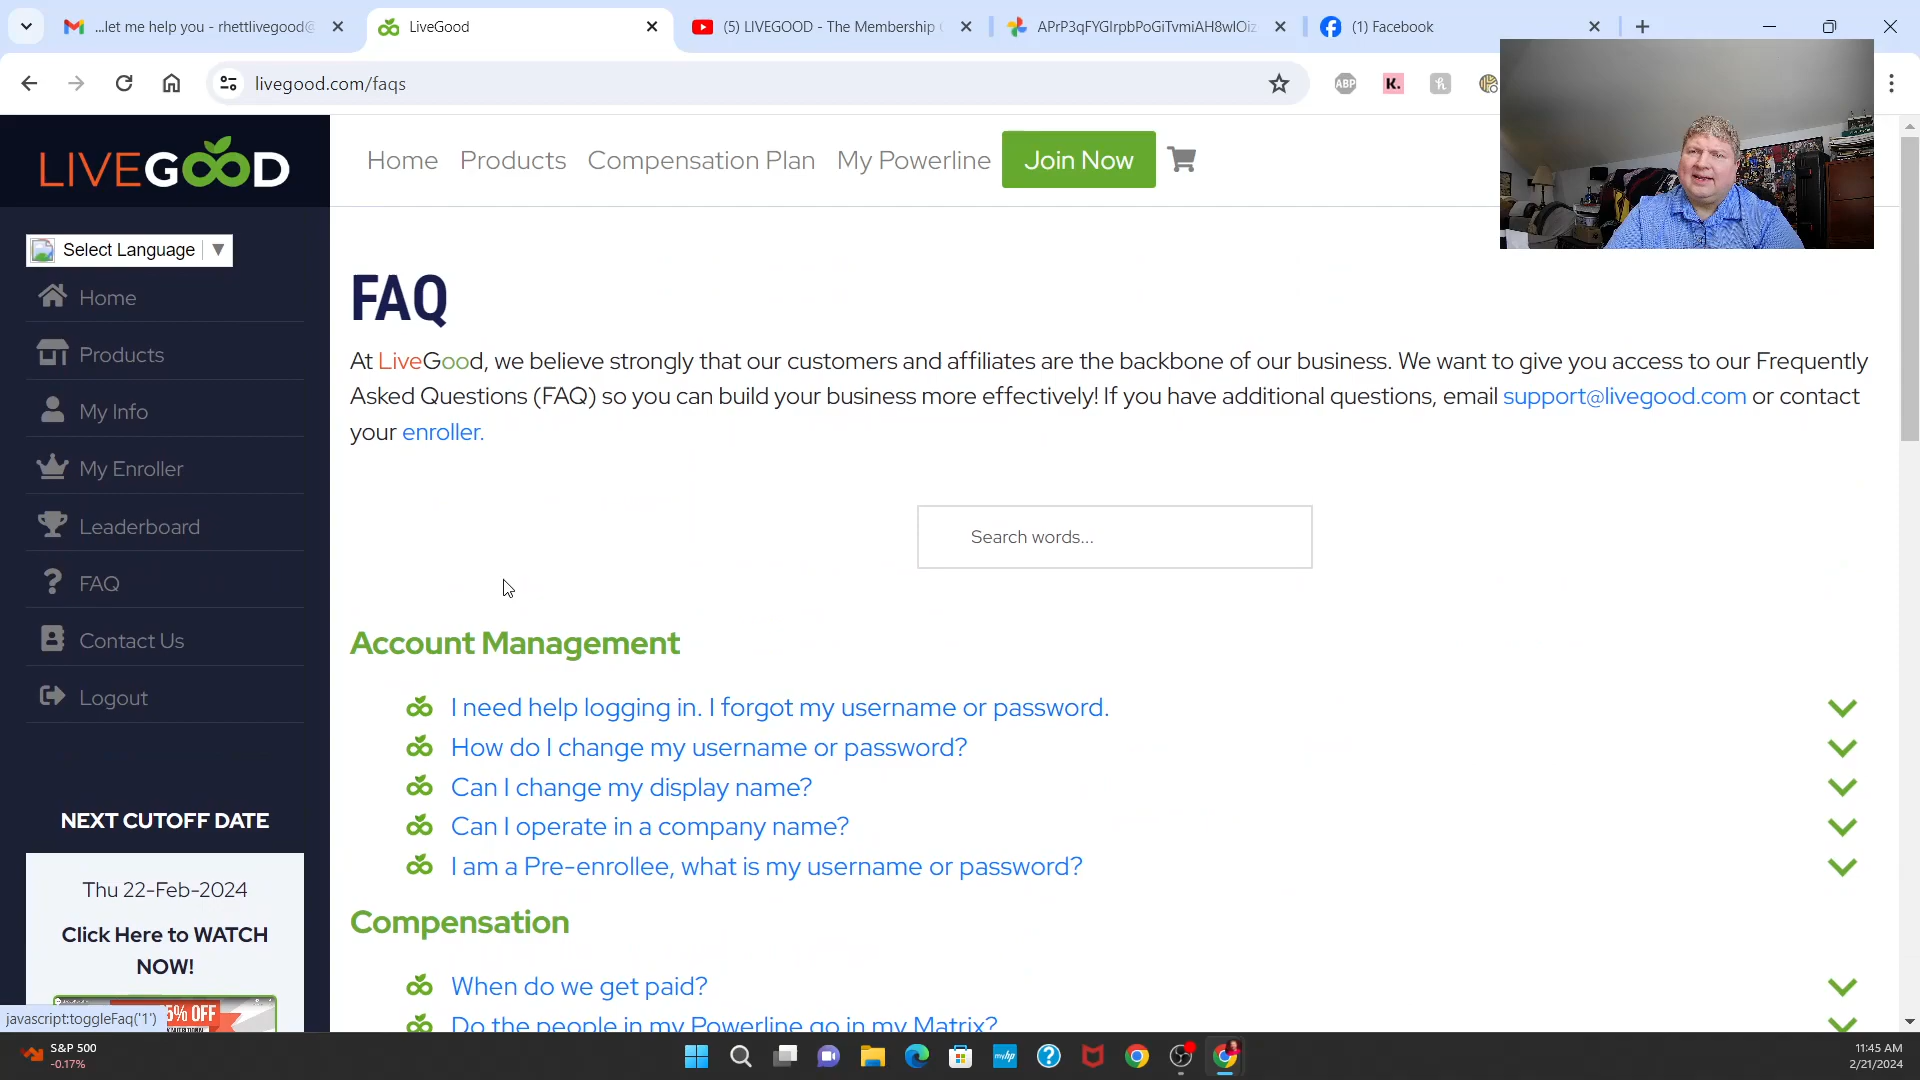 ...let me help you - rhettlivegood@
LiveGood
(5) LIVEGOOD - The Membership
APrP3qFYGIrpbPoGiTvmiAH8wIOiz
(1) Facebook
livegood.com/faqs
ABP
K.
h
LIVEGOOD
Home
Products
Compensation Plan
My Powerline
Join Now
Select Language
Home
Products
My Info
My Enroller
Leaderboard
FAQ
Contact Us
Logout
NEXT CUTOFF DATE
Thu 22-Feb-2024
Click Here to WATCH
NOW!
5% OFF
javascript:toggleFaq('1')
FAQ
At LiveGood, we believe strongly that our customers and affiliates are the backbone of our business. We want to give you access to our Frequently
Asked Questions (FAQ) so you can build your business more effectively! If you have additional questions, email support@livegood.com or contact
your enroller.
Search words...
Account Management
I need help logging in. I forgot my username or password.
How do I change my username or password?
Can I change my display name?
Can I operate in a company name?
I am a Pre-enrollee, what is my username or password?
Compensation
When do we get paid?
Do the people in my Powerline go in my Matrix?
S&P 500
-0.17%
myhp
11:45 AM
2/21/2024